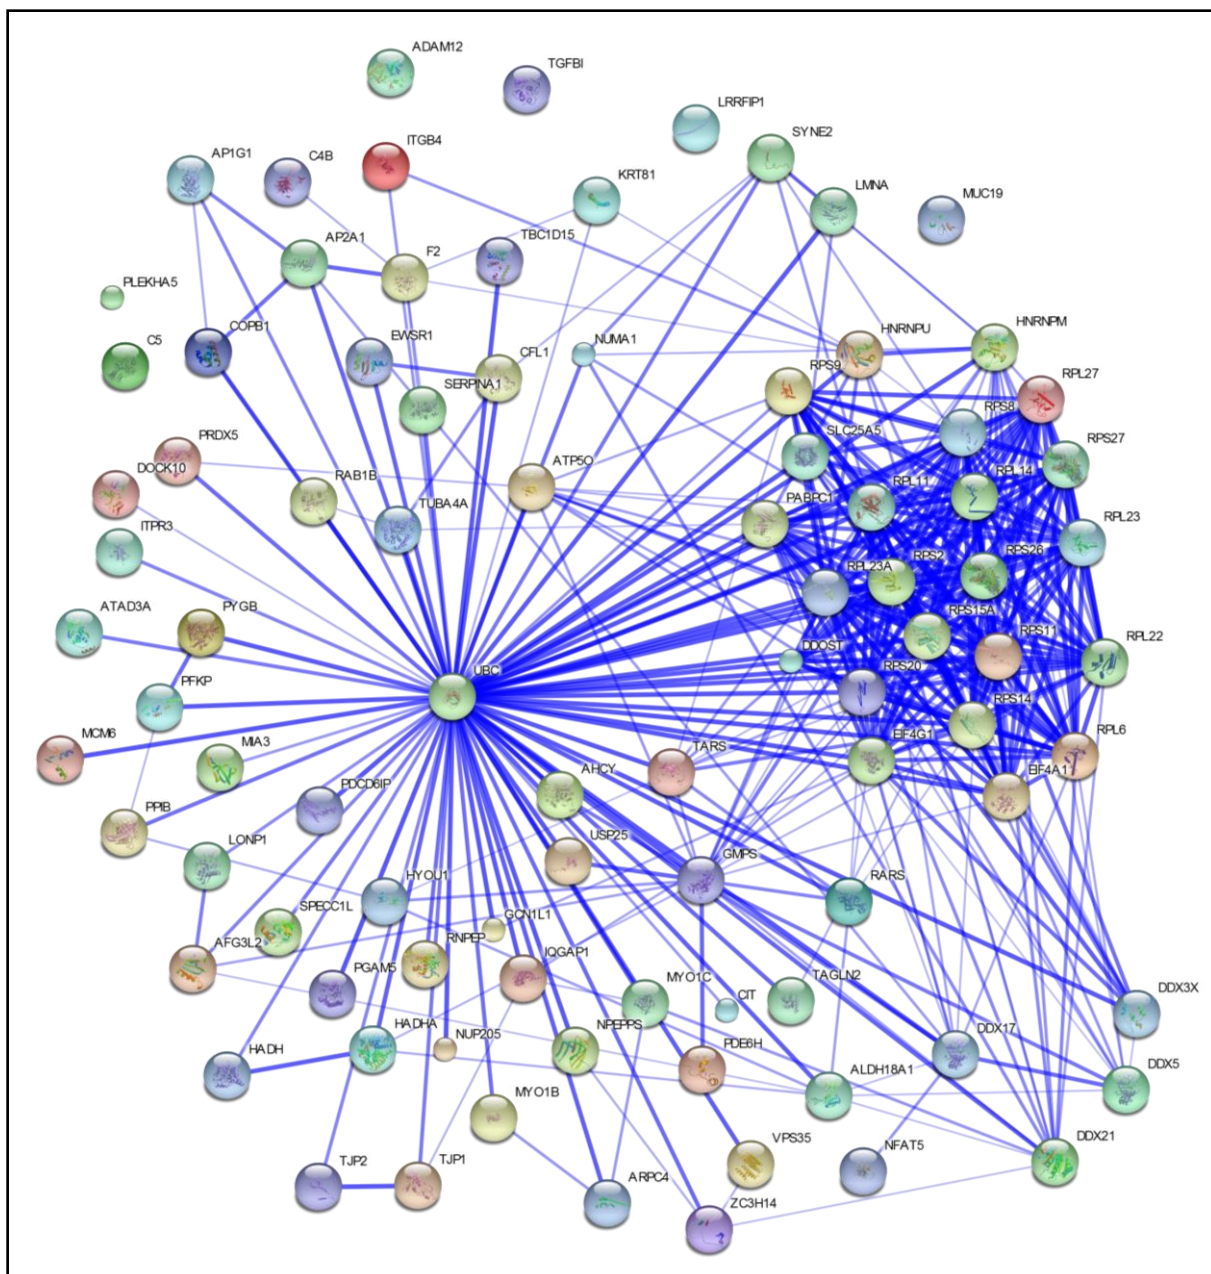 ADAM12
TGFBI
LRRFIP1
SYNE2
ITGB4
AP1G1
C4B
KRT81
LMNA
MUC19
AP2A1
F2
TBC1D15
PLEKHA5
COPB1
C5
EWSR1
CFL1
NUMA1
HNRNPU
HNRNPM
RPS9
RPL27
SERPINA1
RPS8
SLC25A5
RPS27
PRDX5
DOCK10
RAB1B
ATP5O
TUBA4A
PABPC1
RPL11
RPL14
ITPR3
RPL23
RPL23A
RPS2
RPS26
ATAD3A
PYGB
RPS15A
RPS11
DDOST
RPL22
UBC
RPS20
RPS14
PFKP
EIF4G1
RPL6
MCM6
MIA3
TARS
EIF4A1
AHCY
PDCD6IP
PPIB
LONP1
USP25
GMPS
RARS
HYOU1
SPECC1L
GCN1L1
AFG3L2
RNPEP
IQGAP1
PGAM5
MYO1C
CIT
TAGLN2
DDX3X
HADHA
NUP205
NPEPPS
DDX17
HADH
PDE6H
DDX5
ALDH18A1
MYO1B
VPS35
NFAT5
DDX21
TJP2
TJP1
ARPC4
ZC3H14